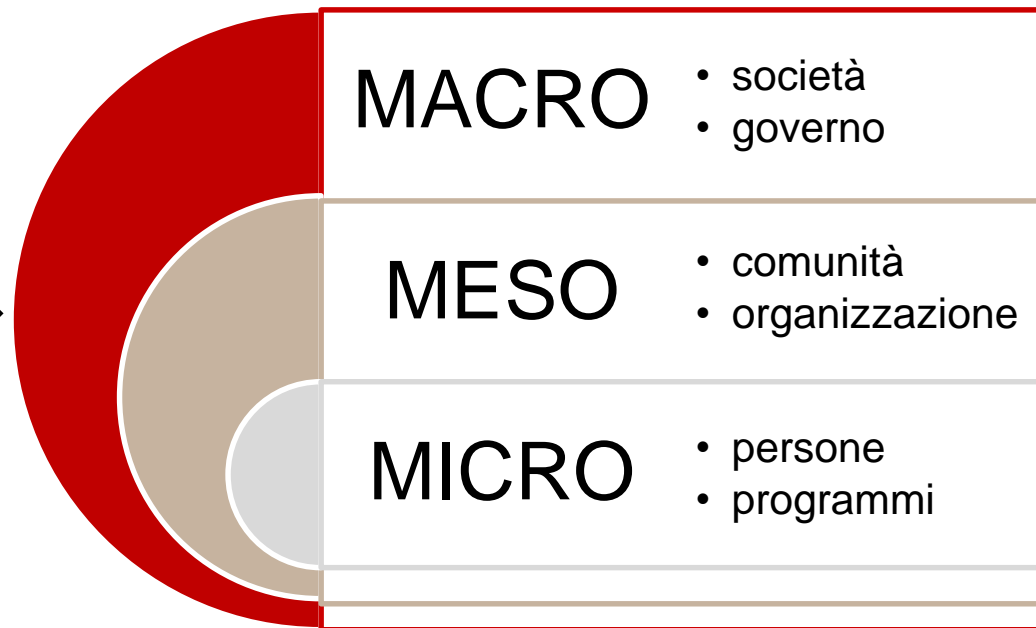 MACRO
• società
• governo
MESO
• comunità
• organizzazione
MICRO
• persone
• programmi